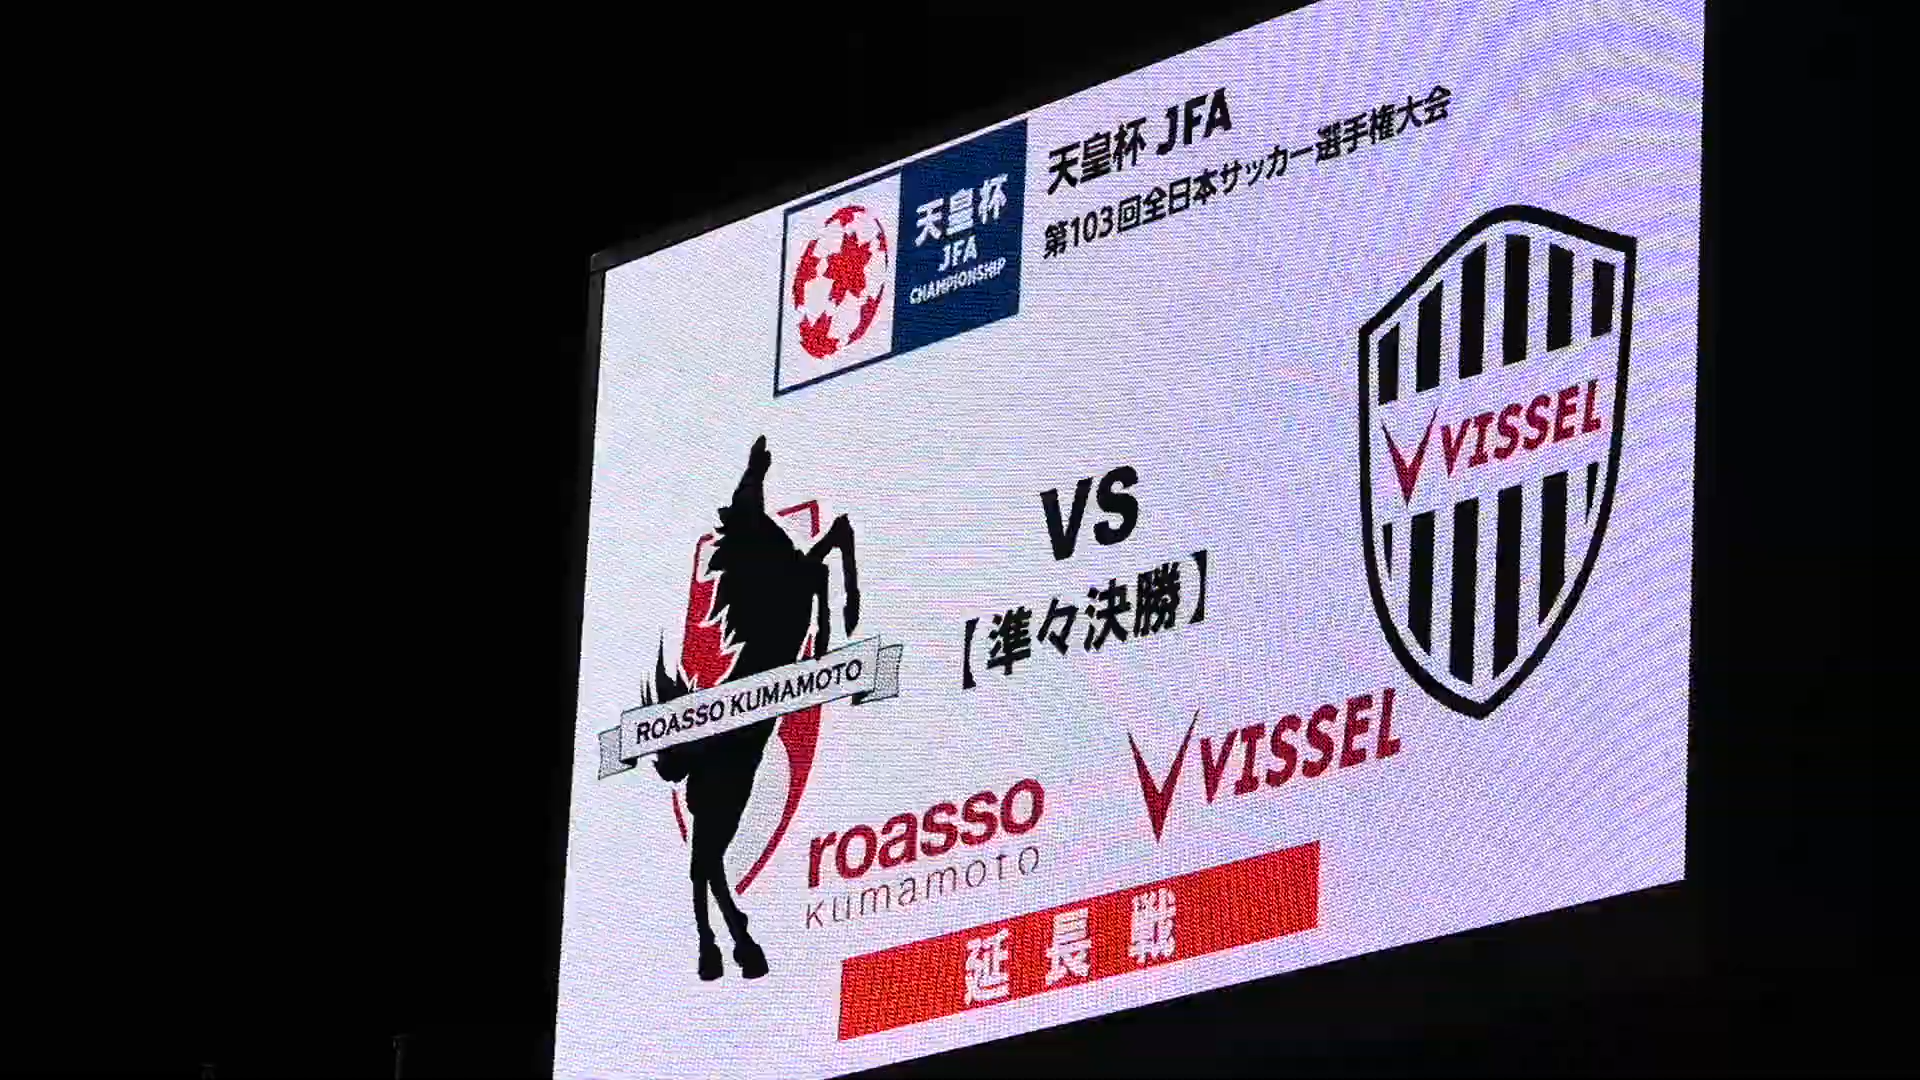 天皇杯 JFA
第103回全日本サッカー選手権大会
天皇杯
JFA
CHAMPIONSHIP
VISSEL
VS
【準々決勝】
ROASSO KUMAMOTO
roasso
kumamoto
VISSEL
延長戦